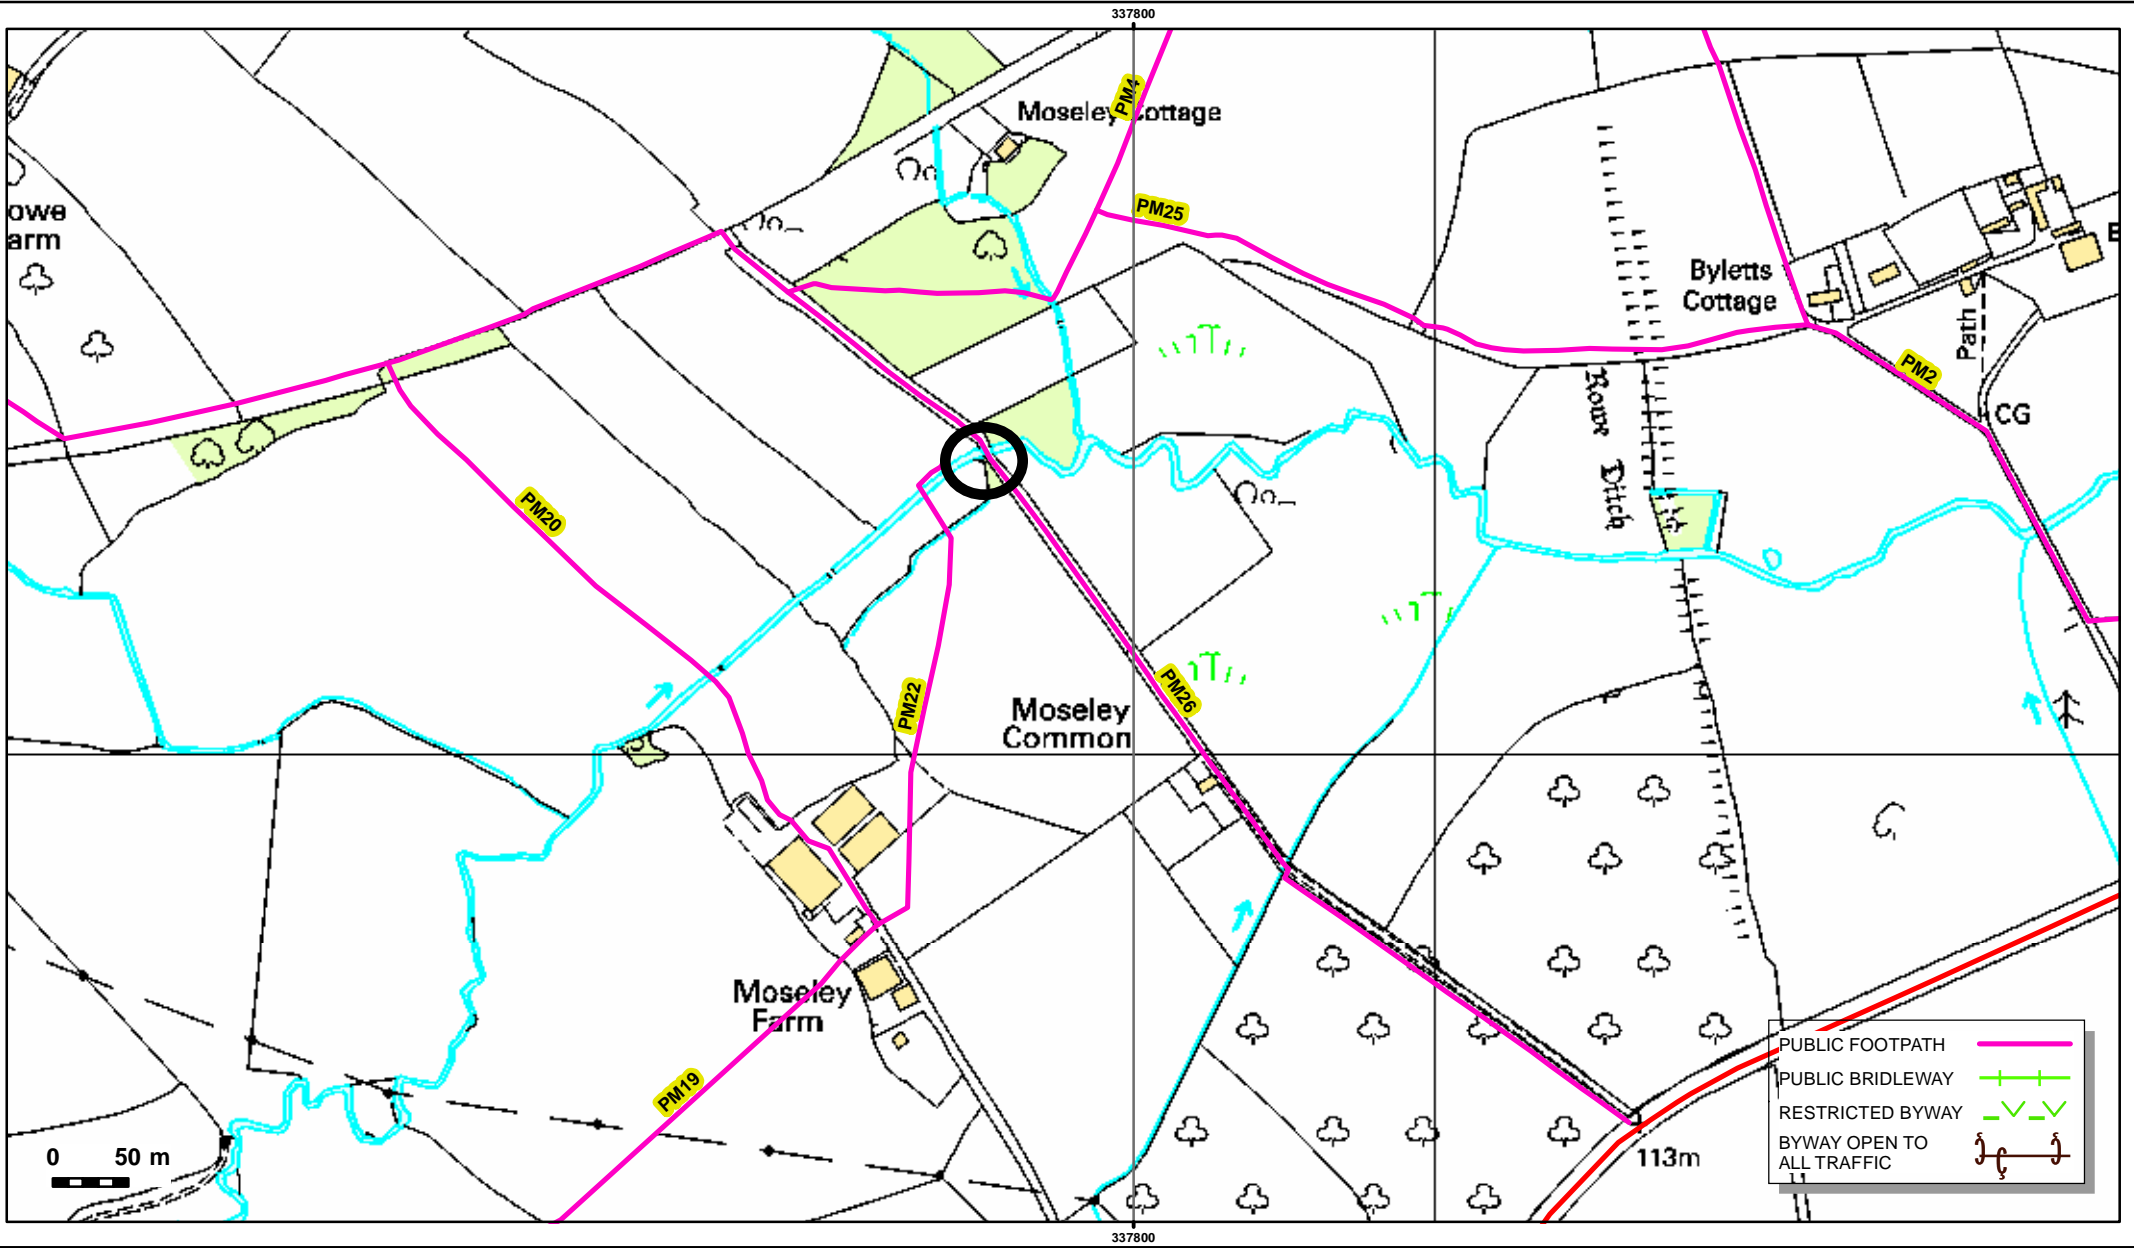 337800
Moseley Cottage
PM4
PM25
owe
arm
Byletts
Cottage
B
Path
PM2
CG
Rowe Ditch
PM20
PM22
PM26
Moseley
Common
Moseley
Farm
PM19
0 50 m
113m
PUBLIC FOOTPATH
PUBLIC BRIDLEWAY
RESTRICTED BYWAY
BYWAY OPEN TO
ALL TRAFFIC
337800